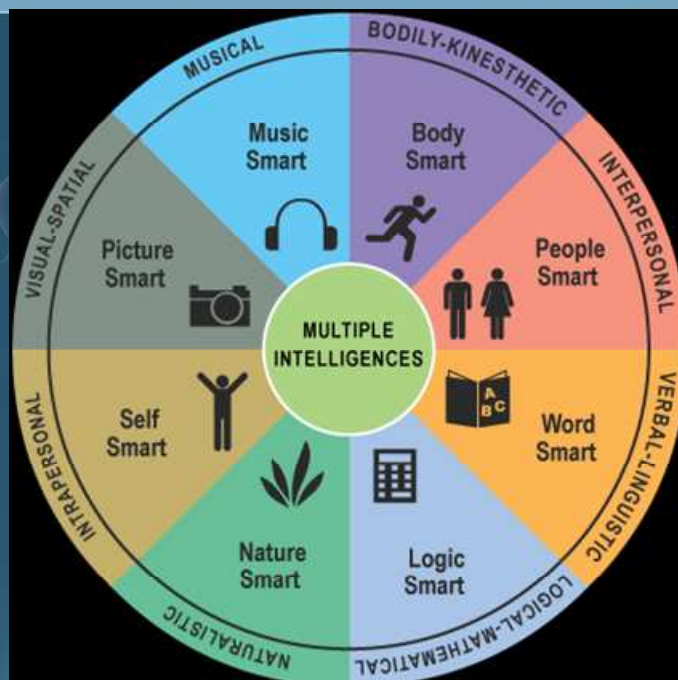 MUSICAL
BODILY-KINESTHETIC
INTERPERSONAL
VERBAL-LINGUISTIC
LOGICAL-MATHEMATICAL
NATURALISTIC
INTRAPERSONAL
VISUAL-SPATIAL
Music
Smart
Body
Smart
People
Smart
A
B C
Word
Smart
Logic
Smart
Nature
Smart
Self
Smart
Picture
Smart
MULTIPLE
INTELLIGENCES